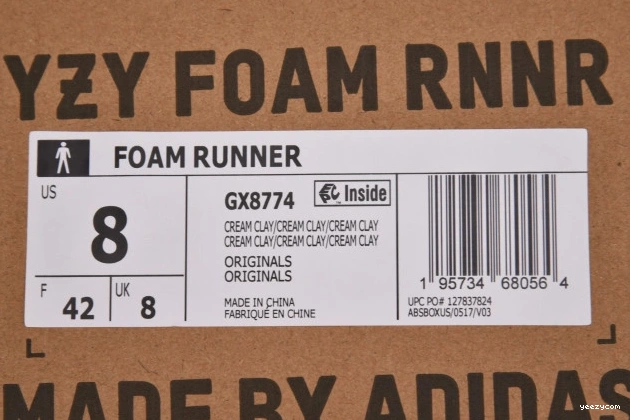 YZY FOAM RNNR
FOAM RUNNER
US
8
F
42
UK
8
GX8774
Inside
CREAM CLAY/CREAM CLAY/CREAM CLAY
CREAM CLAY/CREAM CLAY/CREAM CLAY
ORIGINALS
ORIGINALS
MADE IN CHINA
FABRIQUÉ EN CHINE
1 95734 68056 4
UPC PO# 127837824
ABSBOXUS/0517/V03
MADE BY ADIDAS
yeezycom